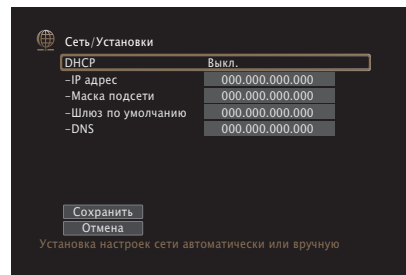 Сеть/Установки
DHCP Выкл.
–IP адрес 000.000.000.000
–Маска подсети 000.000.000.000
–Шлюз по умолчанию 000.000.000.000
–DNS 000.000.000.000
Сохранить
Отмена
Установка настроек сети автоматически или вручную